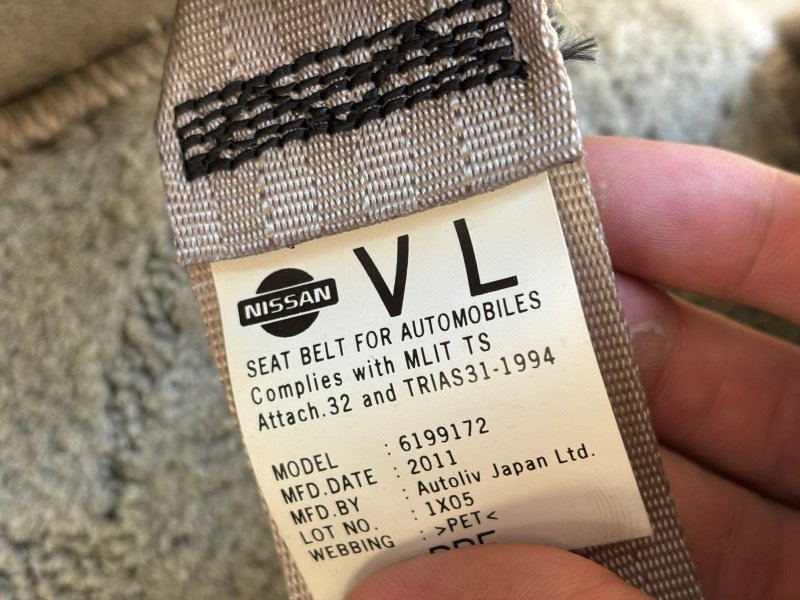 VL
NISSAN
SEAT BELT FOR AUTOMOBILES
Complies with MLIT TS
Attach.32 and TRIAS31-1994
MODEL : 6199172
MFD.DATE : 2011
MFD.BY : Autoliv Japan Ltd.
LOT NO. : 1X05
WEBBING : >PET<